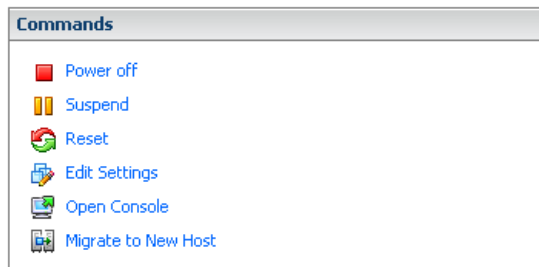 Commands
Power off
Suspend
Reset
Edit Settings
Open Console
Migrate to New Host